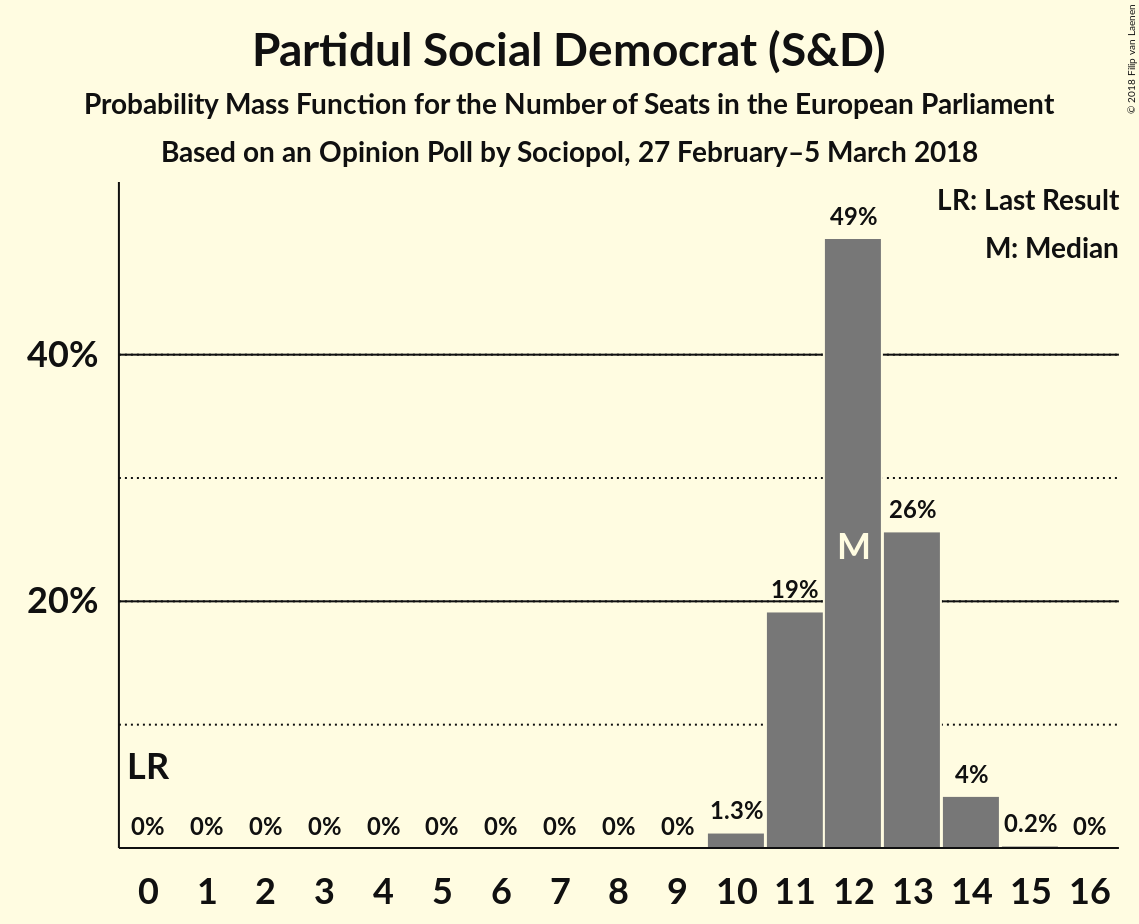 Partidul Social Democrat (S&D)
Probability Mass Function for the Number of Seats in the European Parliament
Based on an Opinion Poll by Sociopol, 27 February–5 March 2018
© 2018 Filip van Laenen
LR: Last Result
M: Median
49%
40%
26%
M
19%
20%
LR
4%
1.3%
0% 0% 0% 0% 0% 0% 0% 0% 0% 0% 0.2% 0%
0 1 2 3 4 5 6 7 8 9 10 11 12 13 14 15 16